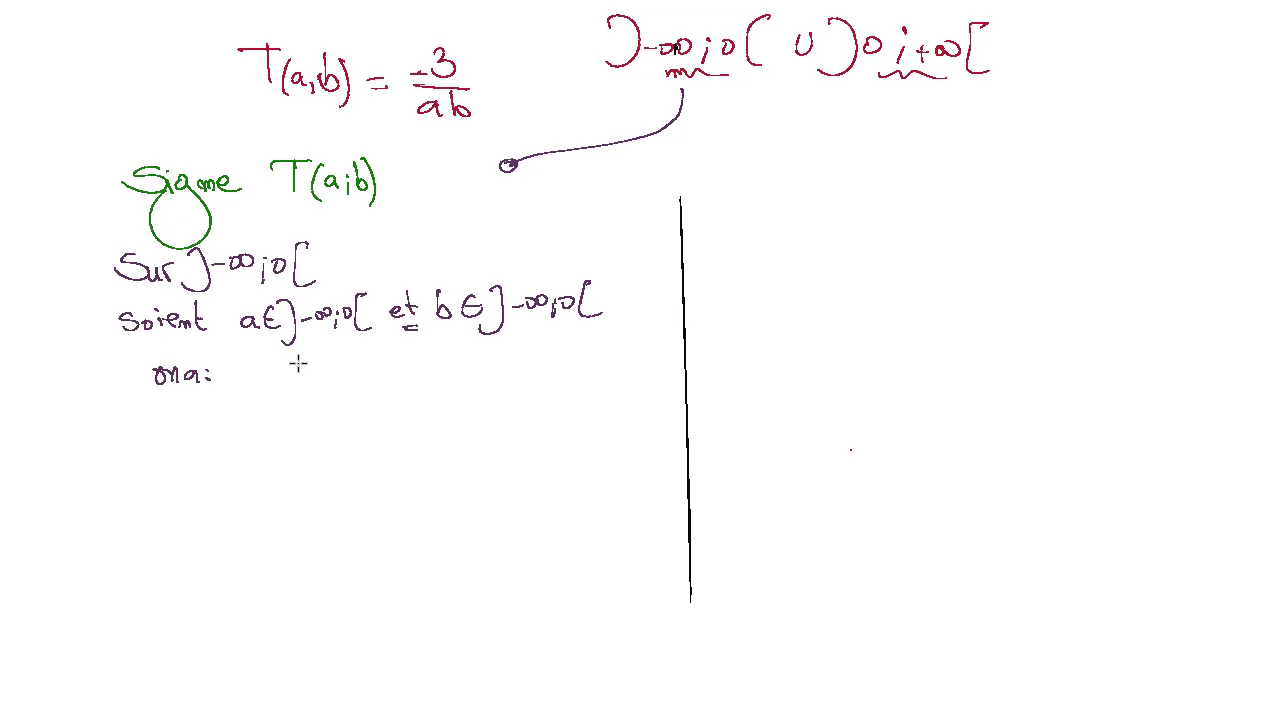 T(a,b) = -3/ab
]-∞;0[ U ]0;+∞[
Signe T(a;b)
Sur ]-∞;0[
soient a∈]-∞;0[ et b∈]-∞;0[
on a: